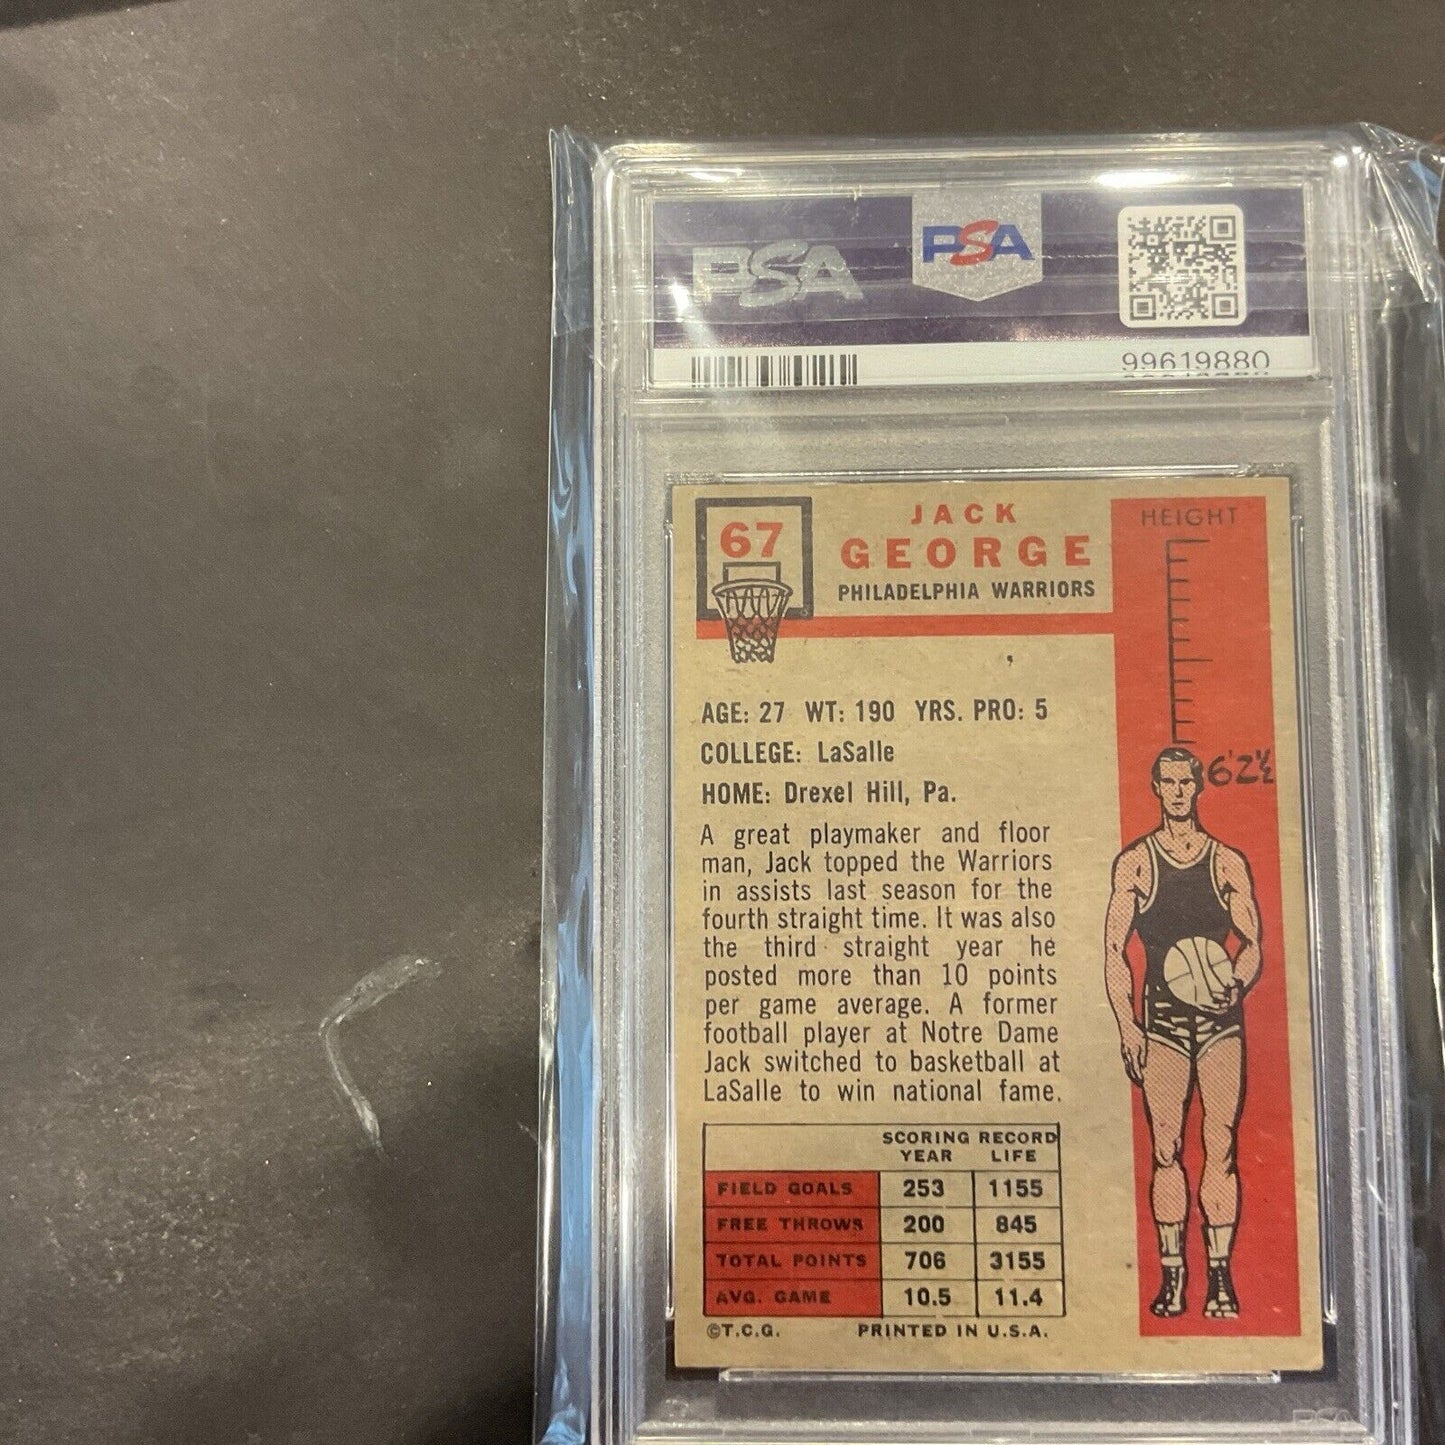 PSA
PSA
99619880
67
JACK
GEORGE
PHILADELPHIA WARRIORS
HEIGHT
6'2½
AGE: 27 WT: 190 YRS. PRO: 5
COLLEGE: LaSalle
HOME: Drexel Hill, Pa.
A great playmaker and floor
man, Jack topped the Warriors
in assists last season for the
fourth straight time. It was also
the third straight year he
posted more than 10 points
per game average. A former
football player at Notre Dame
Jack switched to basketball at
LaSalle to win national fame.
SCORING RECORD
YEAR LIFE
FIELD GOALS 253 1155
FREE THROWS 200 845
TOTAL POINTS 706 3155
AVG. GAME 10.5 11.4
©T.C.G. PRINTED IN U.S.A.
PSA